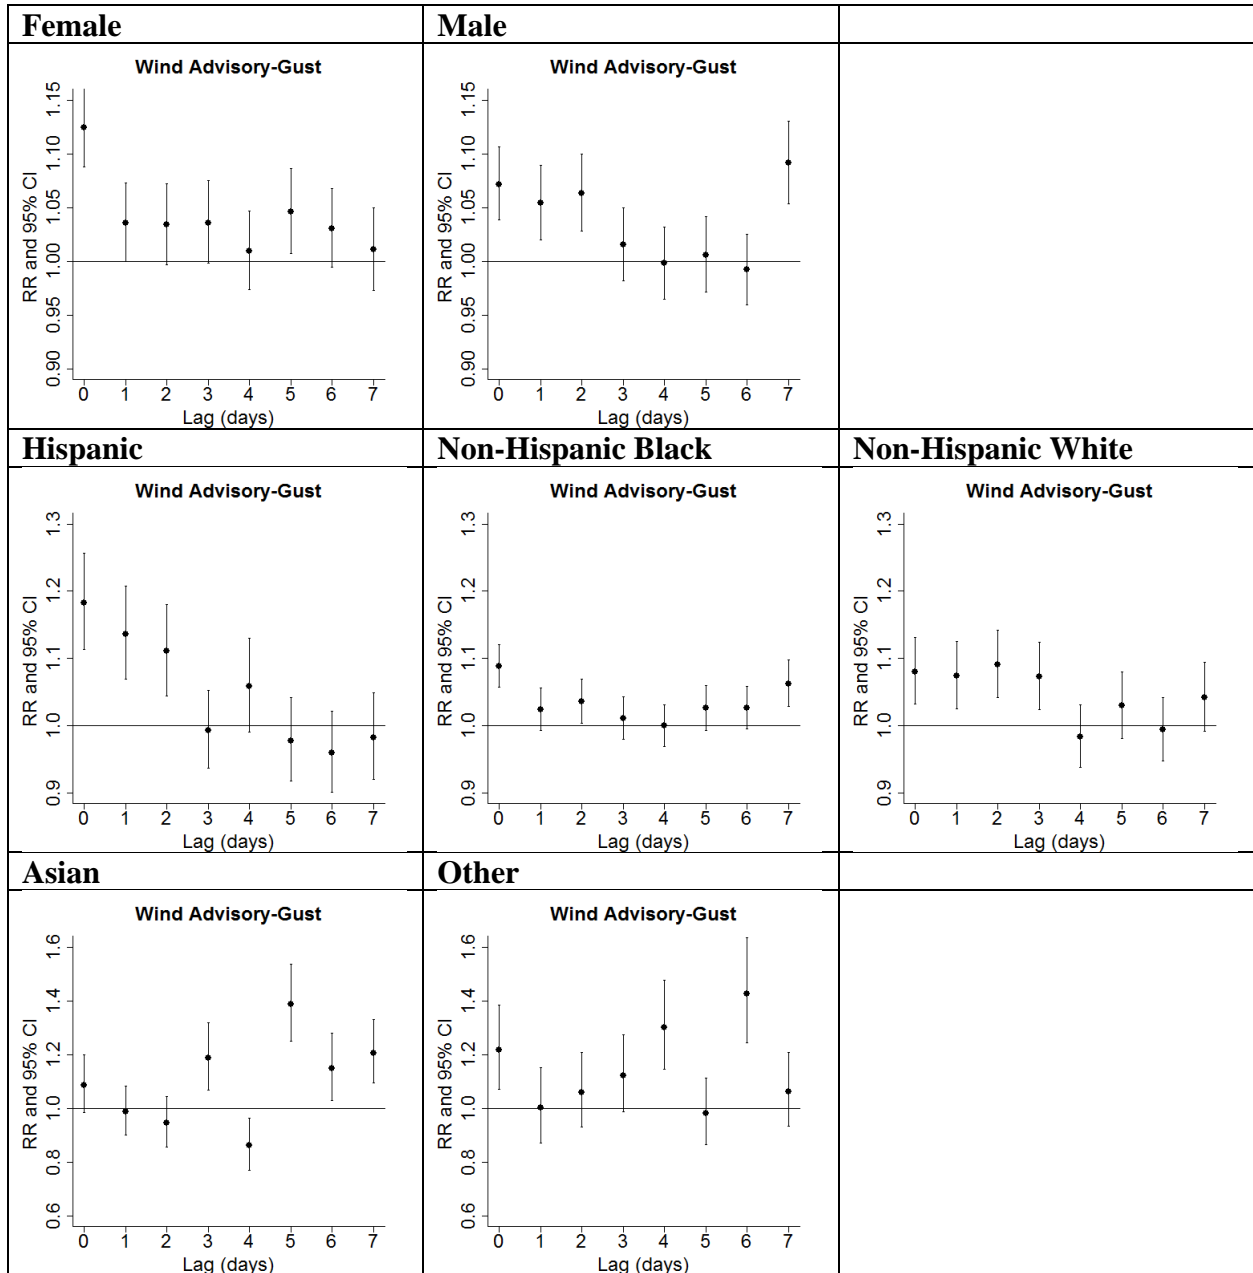 Female
Male
Wind Advisory-Gust
RR and 95% CI
0.90 0.95 1.00 1.05 1.10 1.15
0 1 2 3 4 5 6 7
Lag (days)
Wind Advisory-Gust
RR and 95% CI
0.90 0.95 1.00 1.05 1.10 1.15
0 1 2 3 4 5 6 7
Lag (days)
Hispanic
Non-Hispanic Black
Non-Hispanic White
Wind Advisory-Gust
RR and 95% CI
0.9 1.0 1.1 1.2 1.3
0 1 2 3 4 5 6 7
Lag (days)
Wind Advisory-Gust
RR and 95% CI
0.9 1.0 1.1 1.2 1.3
0 1 2 3 4 5 6 7
Lag (days)
Wind Advisory-Gust
RR and 95% CI
0.9 1.0 1.1 1.2 1.3
0 1 2 3 4 5 6 7
Lag (days)
Asian
Other
Wind Advisory-Gust
RR and 95% CI
0.6 0.8 1.0 1.2 1.4 1.6
0 1 2 3 4 5 6 7
Lag (days)
Wind Advisory-Gust
RR and 95% CI
0.6 0.8 1.0 1.2 1.4 1.6
0 1 2 3 4 5 6 7
Lag (days)